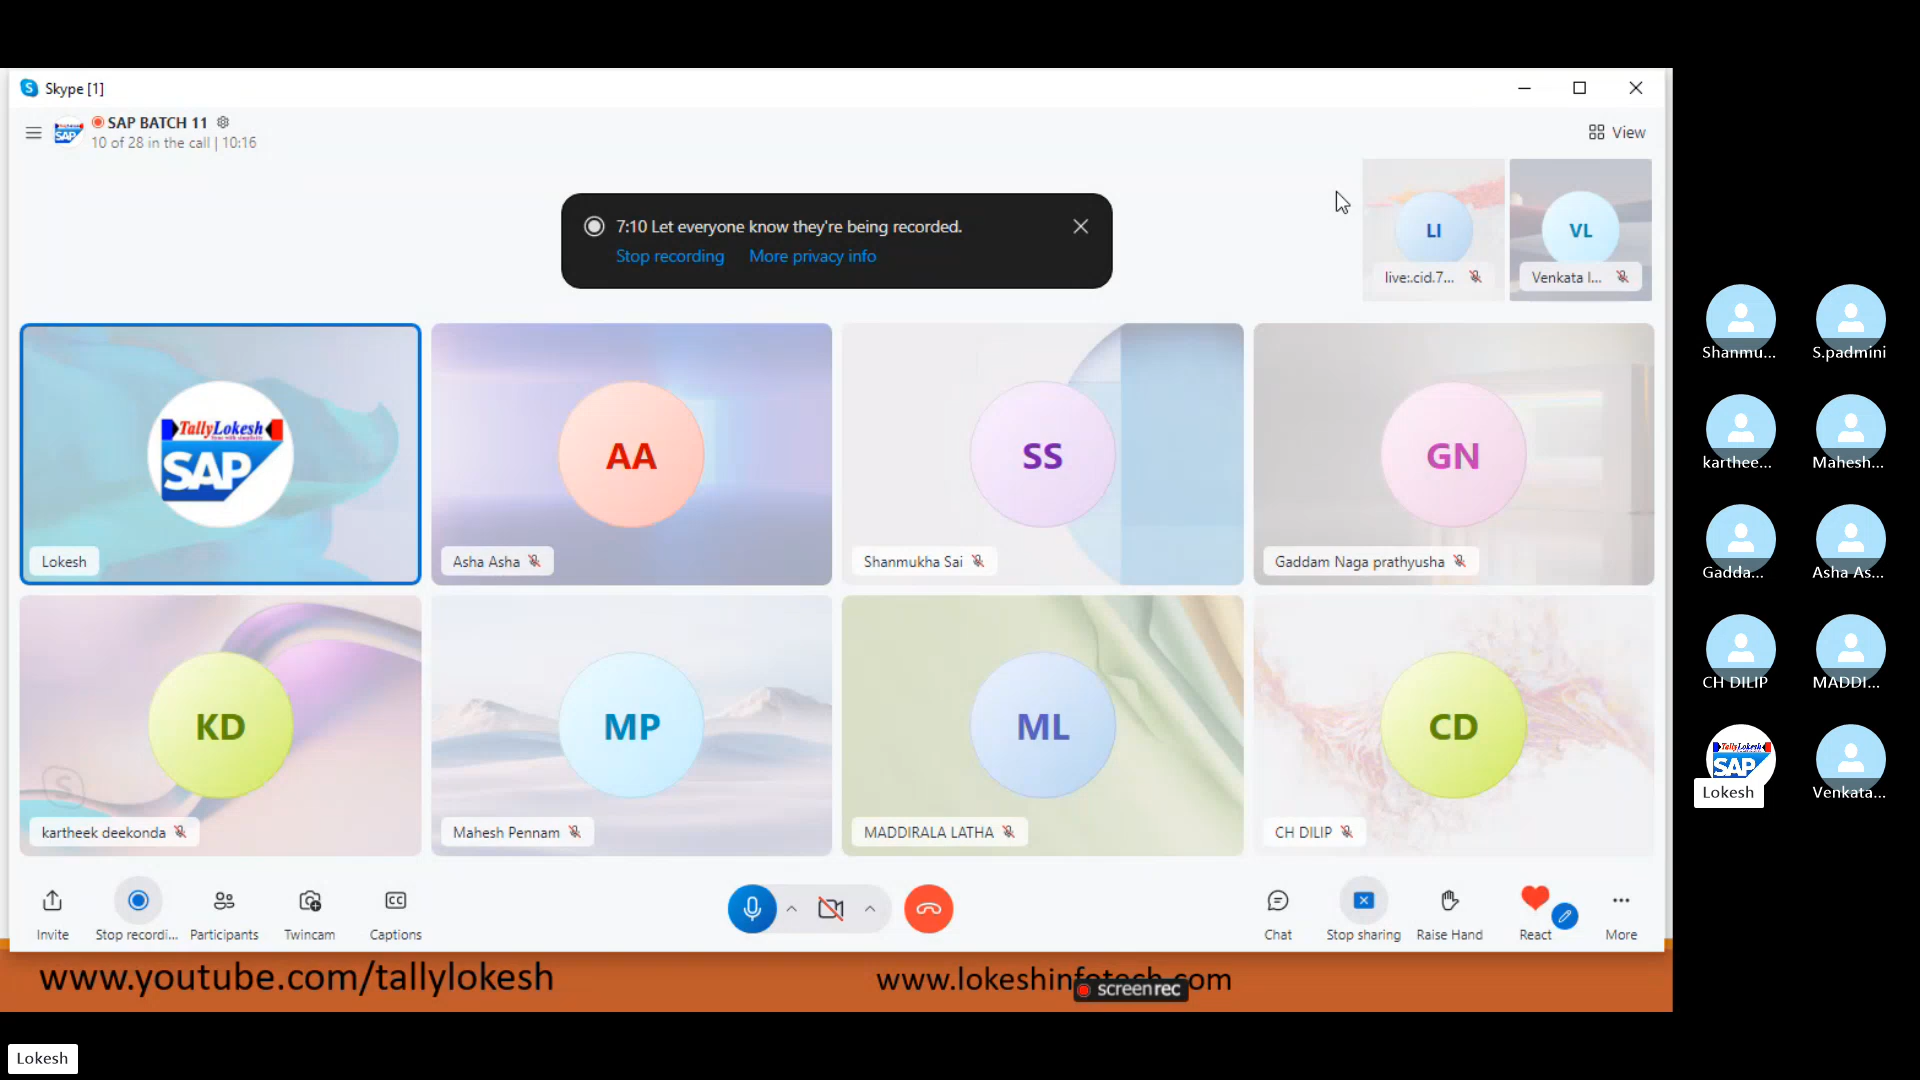 Skype [1]
SAP
SAP BATCH 11
10 of 28 in the call | 10:16
View
7:10 Let everyone know they're being recorded.
Stop recording
More privacy info
LI
live:.cid.7...
VL
Venkata l...
TallyLokesh
SAP
Lokesh
AA
Asha Asha
SS
Shanmukha Sai
GN
Gaddam Naga prathyusha
KD
kartheek deekonda
MP
Mahesh Pennam
ML
MADDIRALA LATHA
CD
CH DILIP
Invite
Stop recordi...
Participants
Twincam
CC
Captions
Chat
Stop sharing
Raise Hand
React
More
www.youtube.com/tallylokesh
screenrec
Shanmu...
S.padmini
karthee...
Mahesh...
Gadda...
Asha As...
CH DILIP
MADDI...
TallyLokesh
SAP
Lokesh
Venkata...
Lokesh